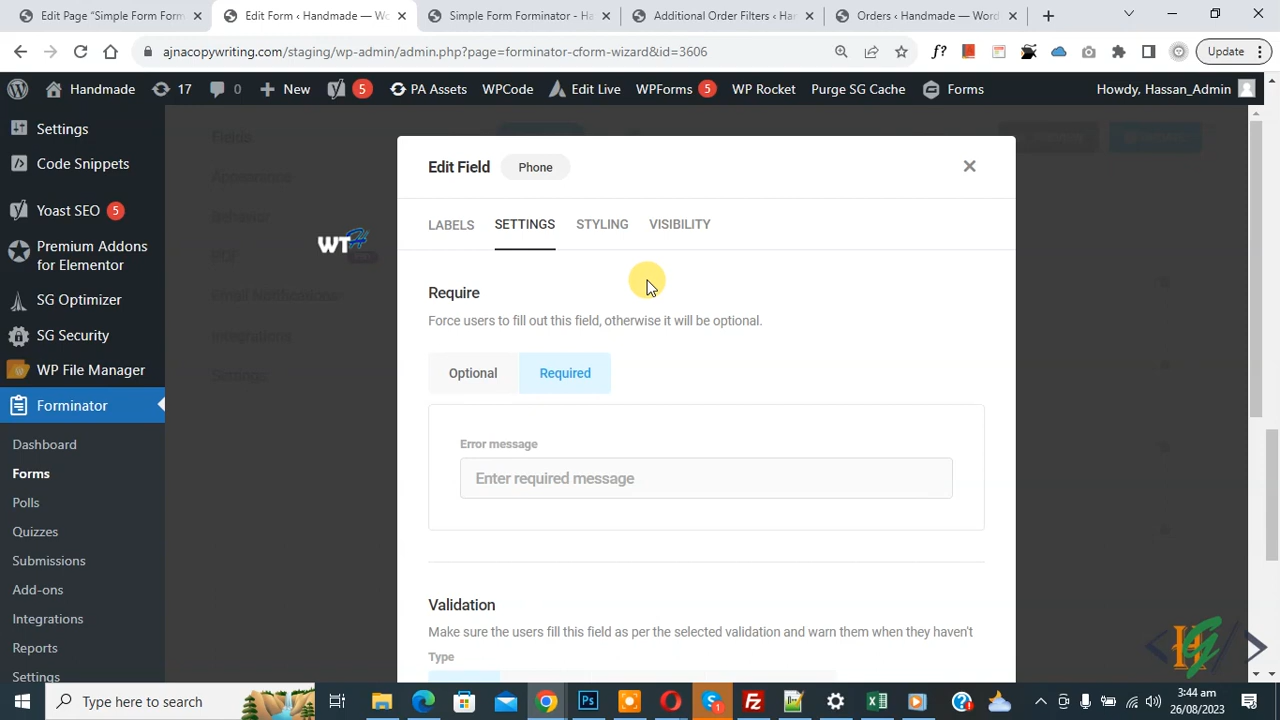 Edit Page “Simple Form Form
Edit Form ‹ Handmade — Wo
Simple Form Forminator - Ha
Additional Order Filters ‹ Ha
Orders ‹ Handmade — Word
ajnacopywriting.com/staging/wp-admin/admin.php?page=forminator-cform-wizard&id=3606
f?
Update
Handmade
17
0
New
5
PA Assets
WPCode
Edit Live
WPForms
5
WP Rocket
Purge SG Cache
Forms
Howdy, Hassan_Admin
Settings
Code Snippets
Yoast SEO
5
Premium Addons
for Elementor
SG Optimizer
SG Security
WP File Manager
Forminator
Dashboard
Forms
Polls
Quizzes
Submissions
Add-ons
Integrations
Reports
Settings
Fields
Appearance
Behavior
PDF
Email Notifications
Integrations
Settings
WT
Edit Field
Phone
LABELS
SETTINGS
STYLING
VISIBILITY
Require
Force users to fill out this field, otherwise it will be optional.
Optional
Required
Error message
Enter required message
Validation
Make sure the users fill this field as per the selected validation and warn them when they haven't
Type
Type here to search
Ps
1
3:44 am
26/08/2023